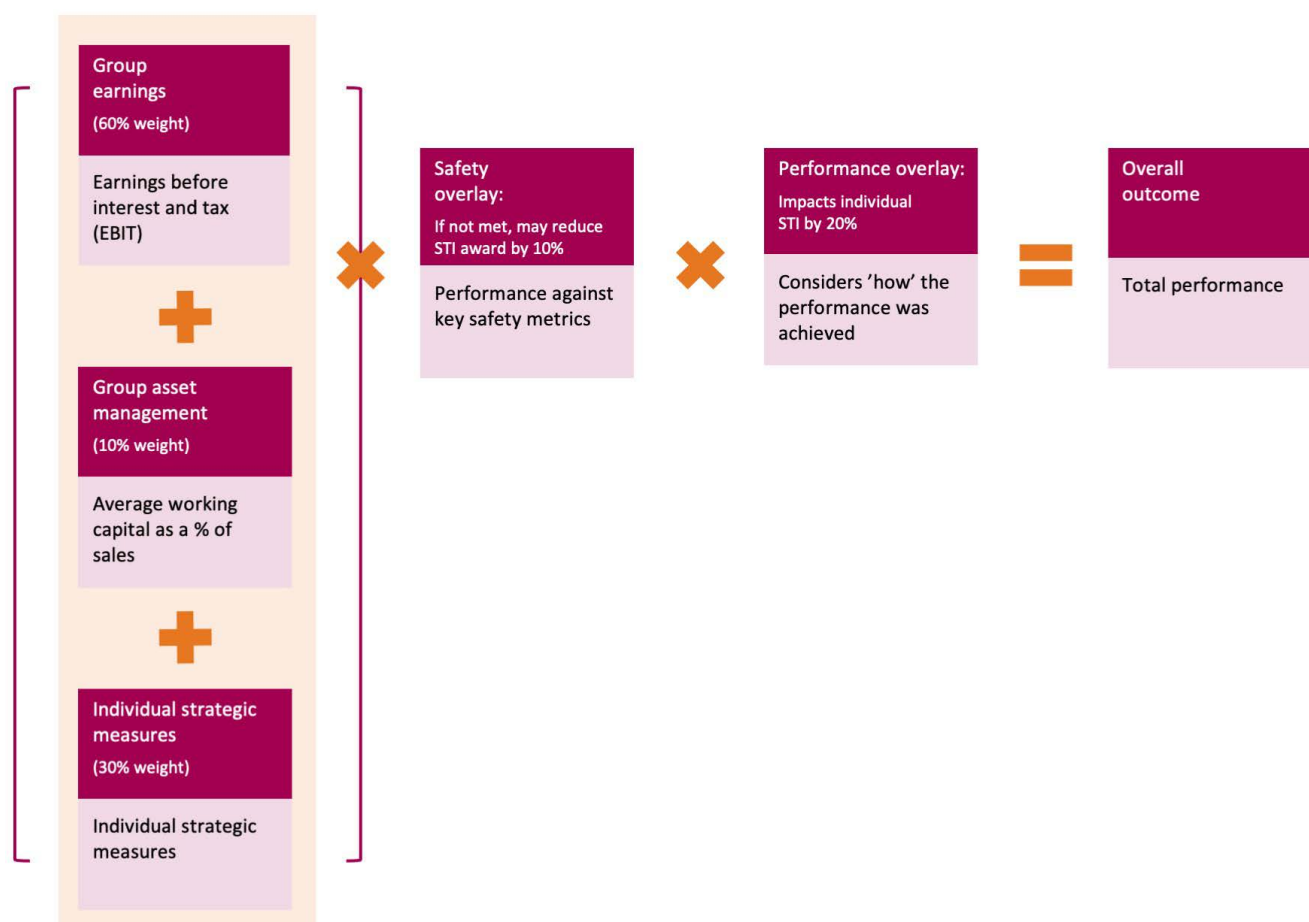 Group
earnings
(60% weight)
Earnings before
interest and tax
(EBIT)
Group asset
management
(10% weight)
Average working
capital as a % of
sales
Individual strategic
measures
(30% weight)
Individual strategic
measures
Safety
overlay:
If not met, may reduce
STI award by 10%
Performance against
key safety metrics
Performance overlay:
Impacts individual
STI by 20%
Considers ’how’ the
performance was
achieved
Overall
outcome
Total performance